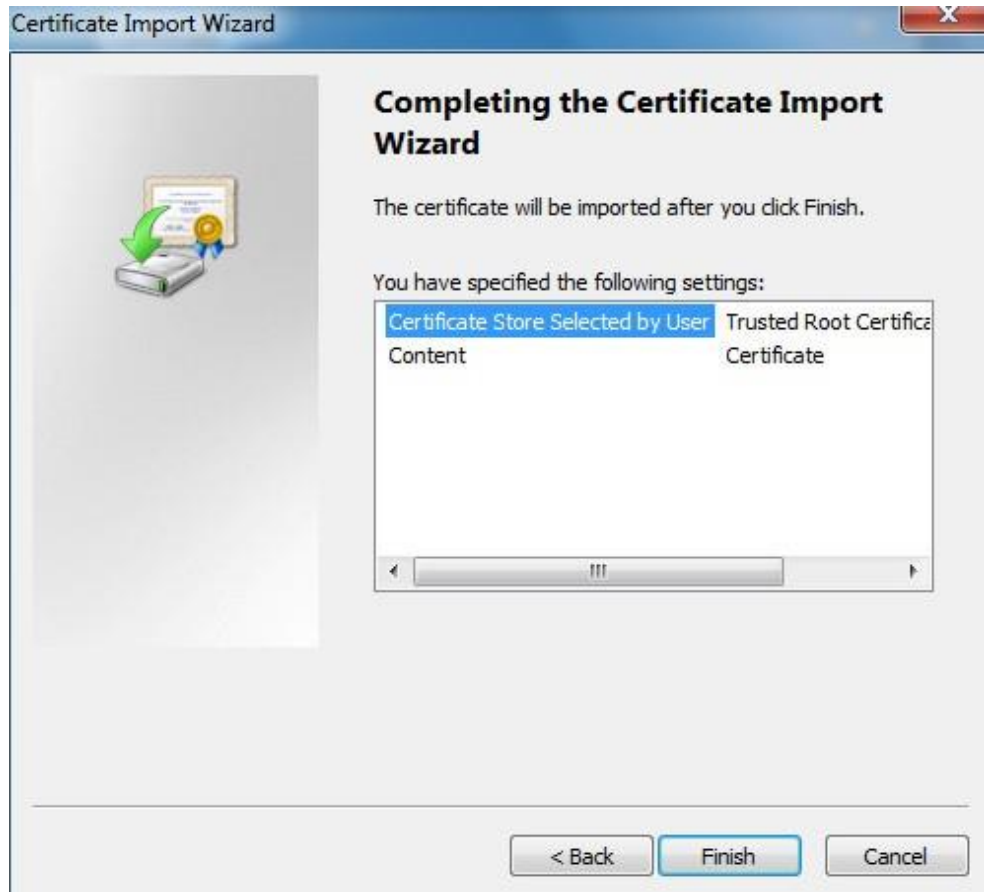 Certificate Import Wizard
X
Completing the Certificate Import
Wizard
The certificate will be imported after you click Finish.
You have specified the following settings:
Certificate Store Selected by User Trusted Root Certifica
Content Certificate
< Back Finish Cancel